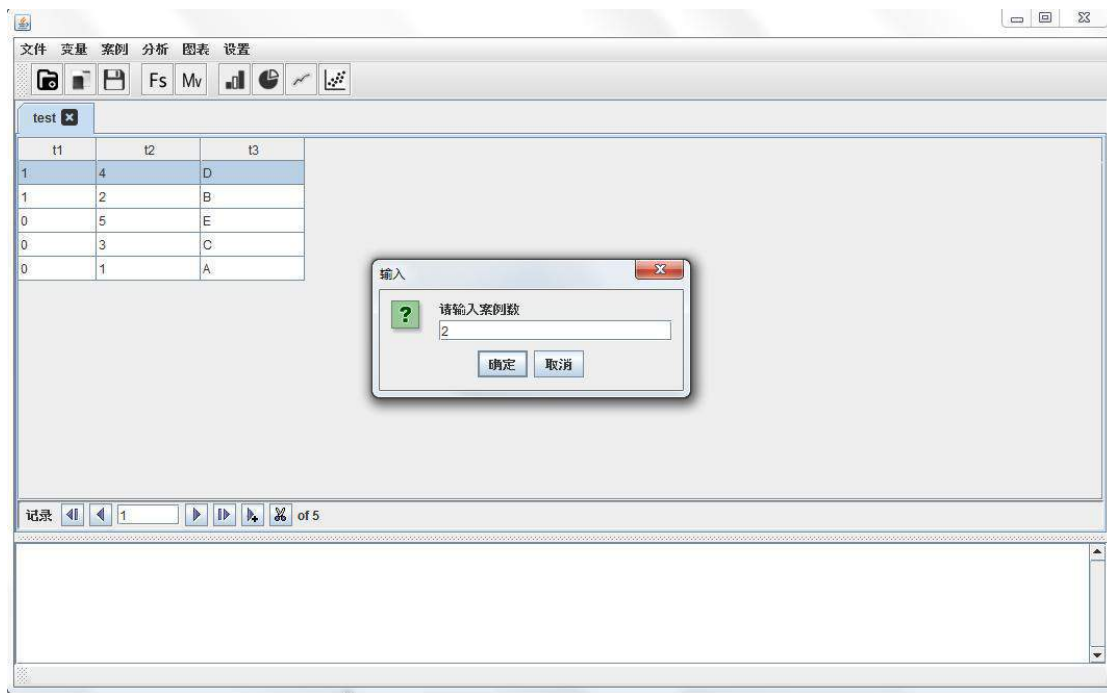 文件 变量 案例 分析 图表 设置
Fs Mv
test
t1 t2 t3
1 4 D
1 2 B
0 5 E
0 3 C
0 1 A
输入
?
请输入案例数
2
确定 取消
记录 1 of 5